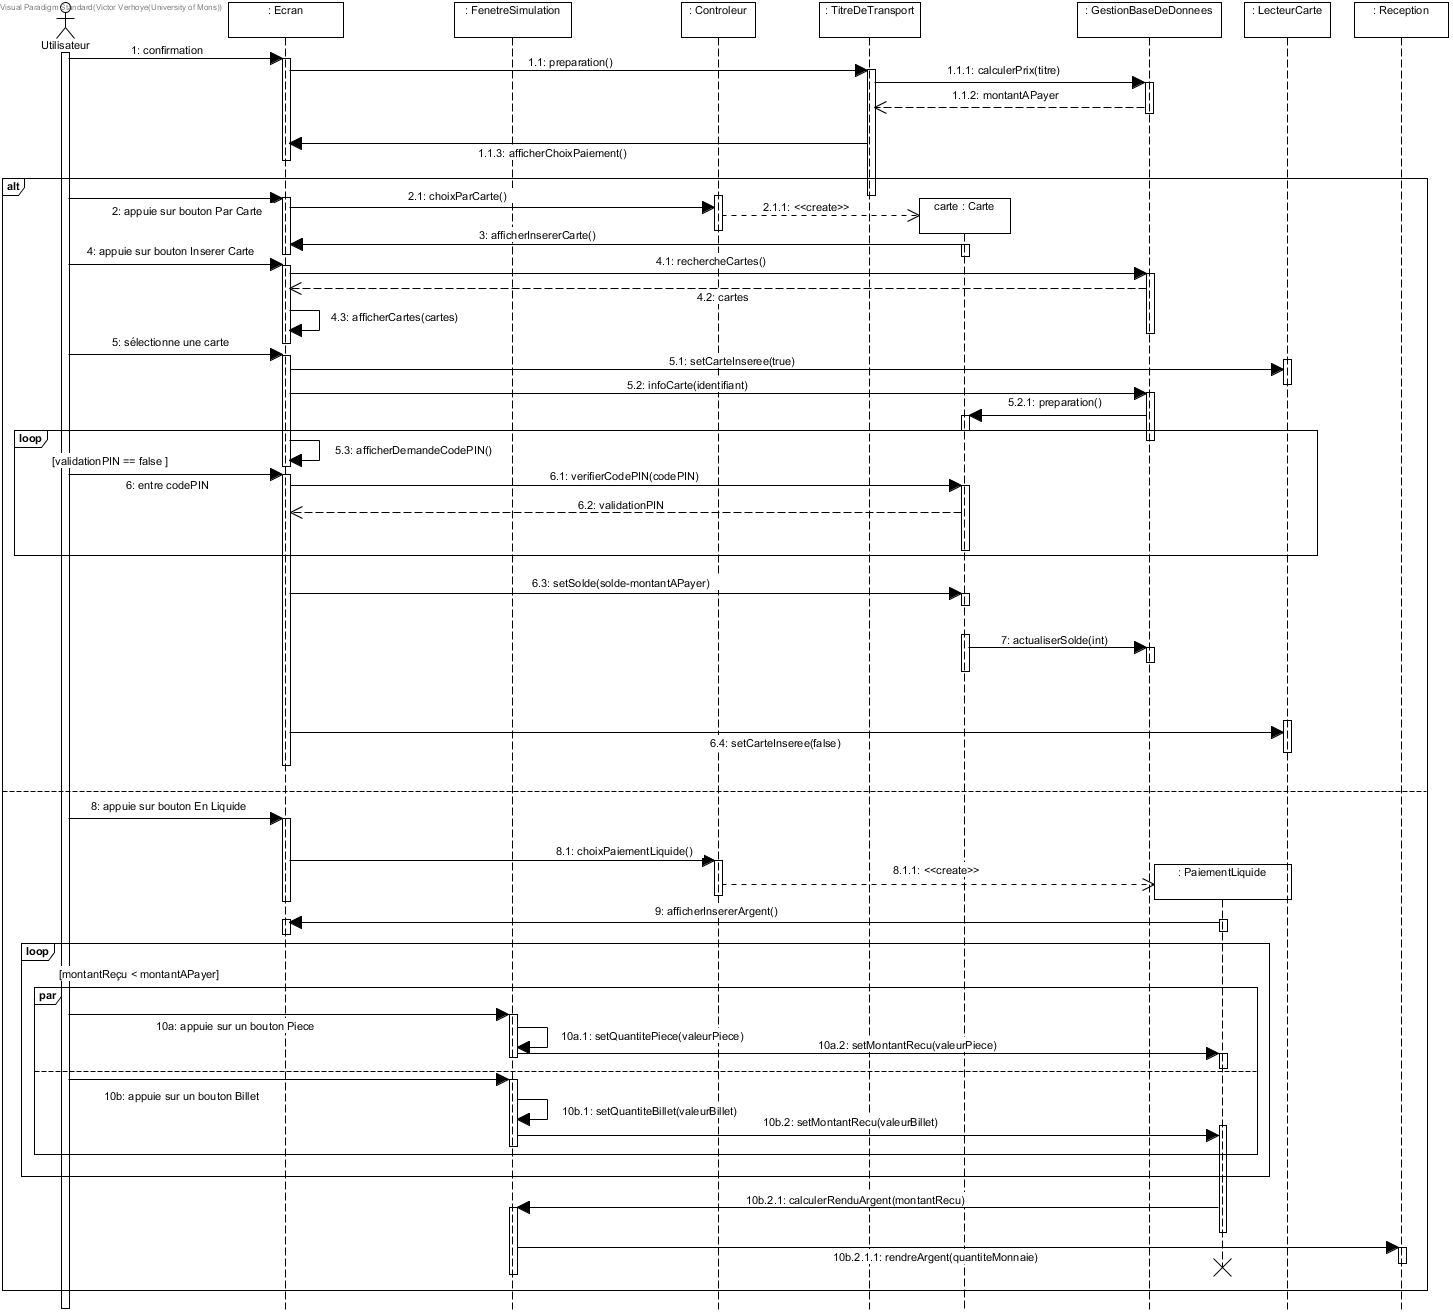 Visual Paradigm Standard(Victor Verhoye(University of Mons))
Utilisateur
: Ecran
: FenetreSimulation
: Controleur
: TitreDeTransport
: GestionBaseDeDonnees
: LecteurCarte
: Reception
1: confirmation
1.1: preparation()
1.1.1: calculerPrix(titre)
1.1.2: montantAPayer
1.1.3: afficherChoixPaiement()
alt
2: appuie sur bouton Par Carte
2.1: choixParCarte()
2.1.1: <<create>>
carte : Carte
3: afficherInsererCarte()
4: appuie sur bouton Inserer Carte
4.1: rechercheCartes()
4.2: cartes
4.3: afficherCartes(cartes)
5: sélectionne une carte
5.1: setCarteInseree(true)
5.2: infoCarte(identifiant)
5.2.1: preparation()
loop
5.3: afficherDemandeCodePIN()
[validationPIN == false ]
6: entre codePIN
6.1: verifierCodePIN(codePIN)
6.2: validationPIN
6.3: setSolde(solde-montantAPayer)
7: actualiserSolde(int)
6.4: setCarteInseree(false)
8: appuie sur bouton En Liquide
8.1: choixPaiementLiquide()
8.1.1: <<create>>
: PaiementLiquide
9: afficherInsererArgent()
loop
[montantReçu < montantAPayer]
par
10a: appuie sur un bouton Piece
10a.1: setQuantitePiece(valeurPiece)
10a.2: setMontantRecu(valeurPiece)
10b: appuie sur un bouton Billet
10b.1: setQuantiteBillet(valeurBillet)
10b.2: setMontantRecu(valeurBillet)
10b.2.1: calculerRenduArgent(montantRecu)
10b.2.1.1: rendreArgent(quantiteMonnaie)